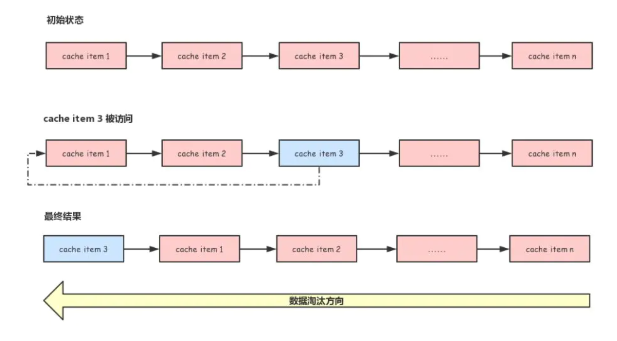 初始状态
cache item 1 cache item 2 cache item 3 ...... cache item n
cache item 3 被访问
cache item 1 cache item 2 cache item 3 ...... cache item n
最终结果
cache item 3 cache item 1 cache item 2 ...... cache item n
数据淘汰方向